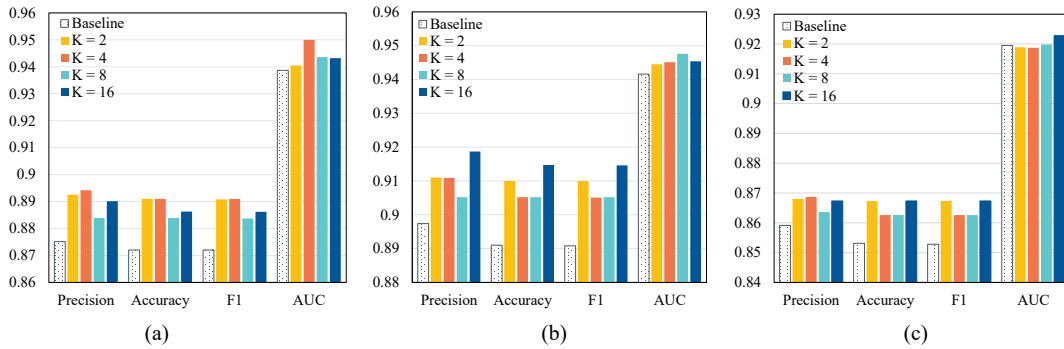 0.96
0.95
0.94
0.93
0.92
0.91
0.9
0.89
0.88
0.87
0.86
Baseline
K = 2
K = 4
K = 8
K = 16
Precision Accuracy F1 AUC
(a)
0.96
0.95
0.94
0.93
0.92
0.91
0.9
0.89
0.88
Baseline
K = 2
K = 4
K = 8
K = 16
Precision Accuracy F1 AUC
(b)
0.93
0.92
0.91
0.9
0.89
0.88
0.87
0.86
0.85
0.84
Baseline
K = 2
K = 4
K = 8
K = 16
Precision Accuracy F1 AUC
(c)